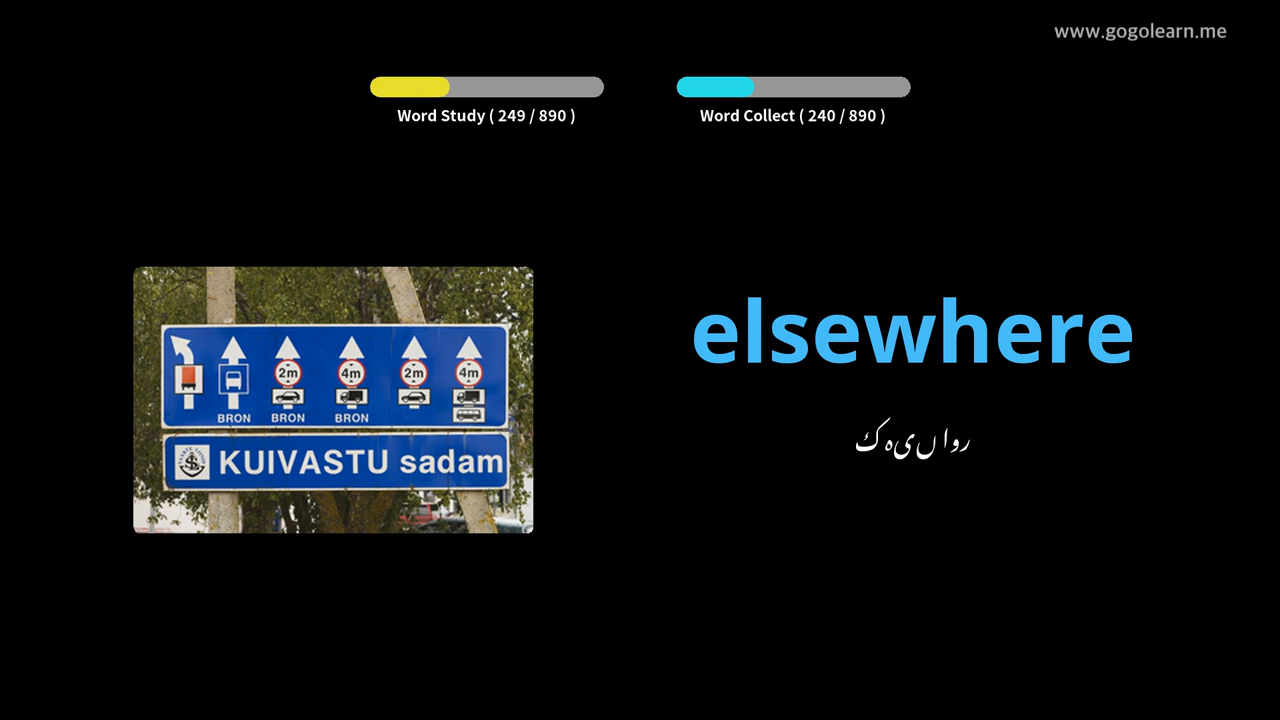 www.gogolearn.me
Word Study ( 249 / 890 )
Word Collect ( 240 / 890 )
elsewhere
روا ںیہک
2m 4m 2m 4m
BRON BRON BRON
KUIVASTU sadam